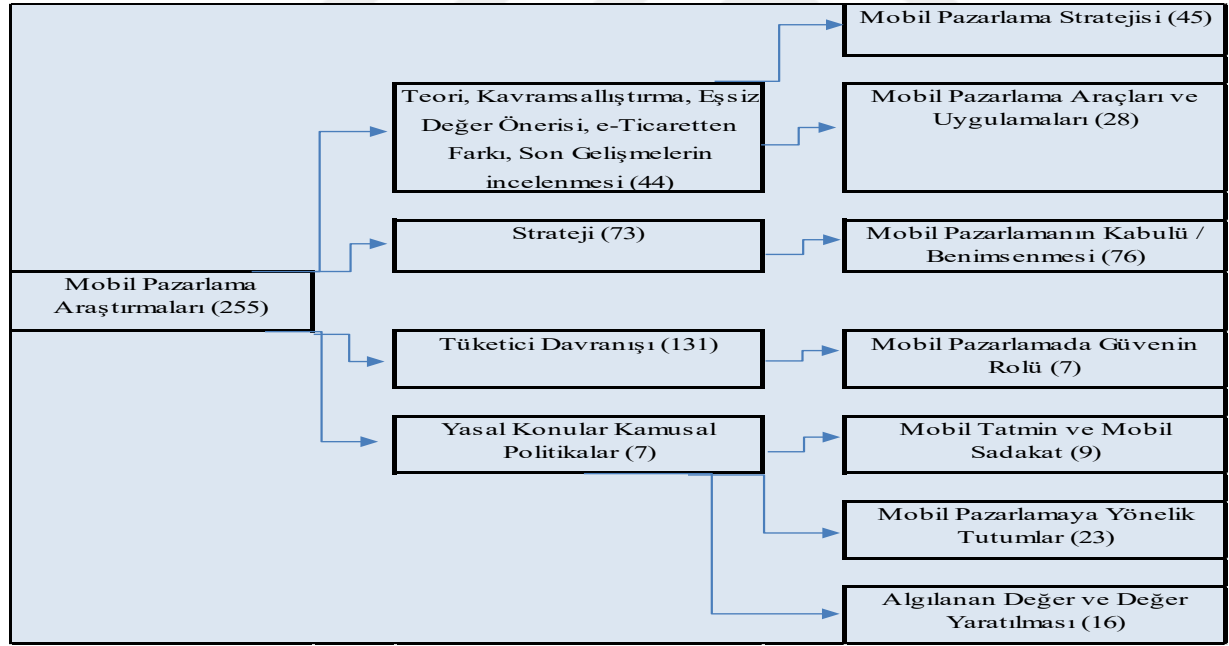 Mobil Pazarlama Stratejisi (45)
Teori, Kavramsallıştırma, Eşsiz
Değer Önerisi, e-Ticaretten
Farkı, Son Gelişmelerin
incelenmesi (44)
Mobil Pazarlama Araçları ve
Uygulamaları (28)
Strateji (73)
Mobil Pazarlamanın Kabulü /
Benimsenmesi (76)
Mobil Pazarlama
Araştırmaları (255)
Tüketici Davranışı (131)
Mobil Pazarlamada Güvenin
Rolü (7)
Yasal Konular Kamusal
Politikalar (7)
Mobil Tatmin ve Mobil
Sadakat (9)
Mobil Pazarlamaya Yönelik
Tutumlar (23)
Algılanan Değer ve Değer
Yaratılması (16)